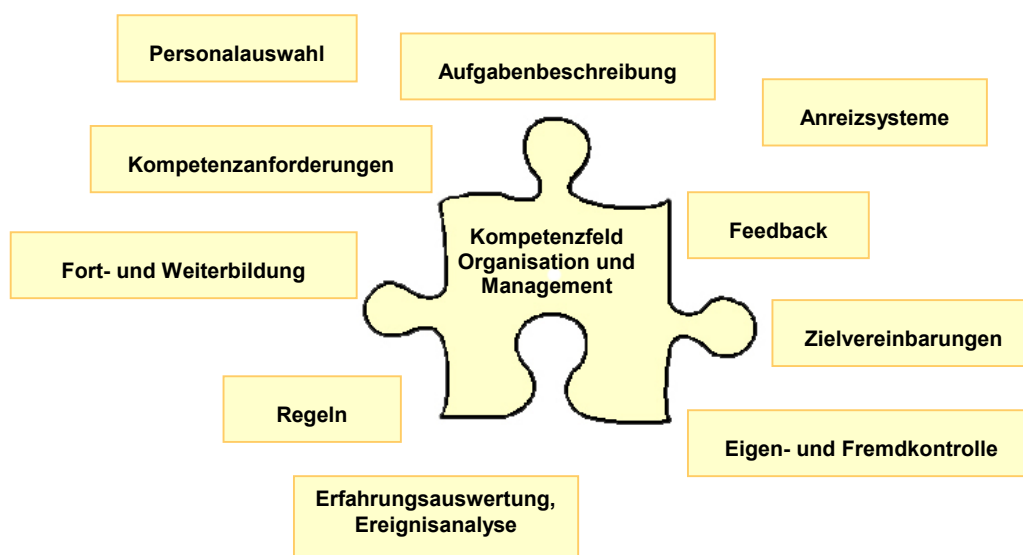 Personalauswahl
Aufgabenbeschreibung
Anreizsysteme
Kompetenzanforderungen
Feedback
Kompetenzfeld
Organisation und
Management
Fort- und Weiterbildung
Zielvereinbarungen
Regeln
Eigen- und Fremdkontrolle
Erfahrungsauswertung,
Ereignisanalyse